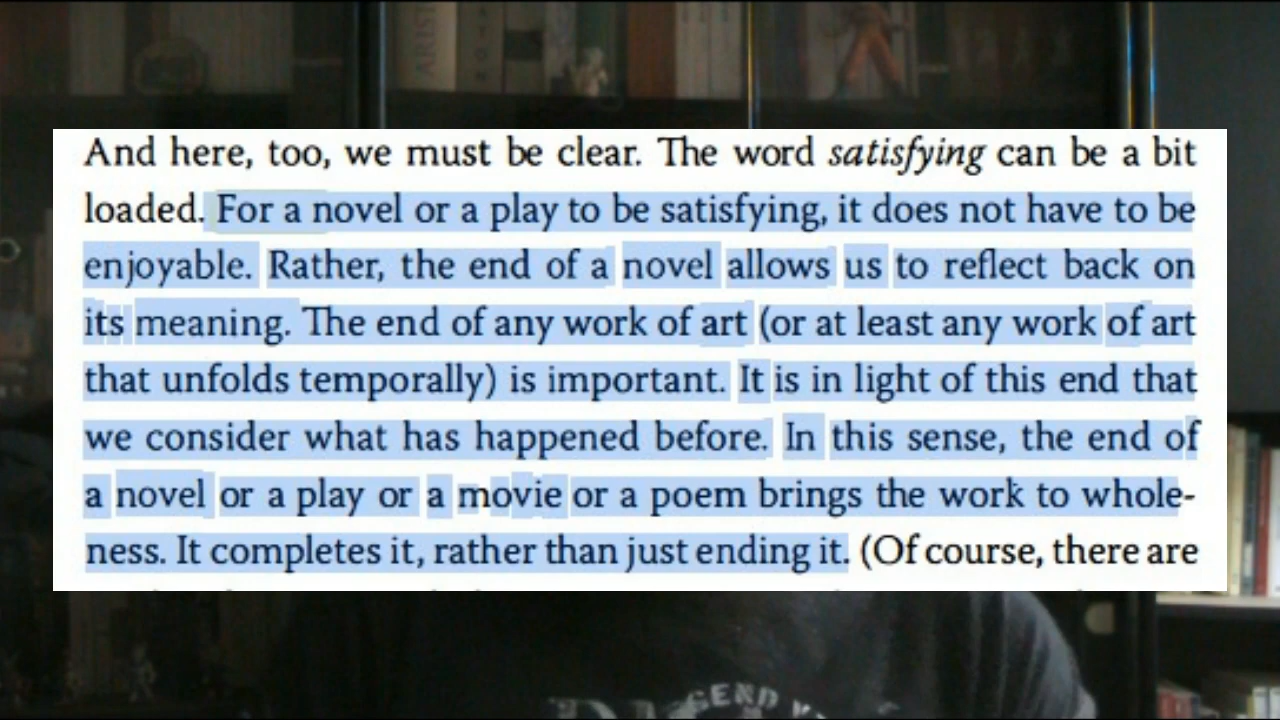 And here, too, we must be clear. The word satisfying can be a bit
loaded. For a novel or a play to be satisfying, it does not have to be
enjoyable. Rather, the end of a novel allows us to reflect back on
its meaning. The end of any work of art (or at least any work of art
that unfolds temporally) is important. It is in light of this end that
we consider what has happened before. In this sense, the end of
a novel or a play or a movie or a poem brings the work to whole-
ness. It completes it, rather than just ending it. (Of course, there are